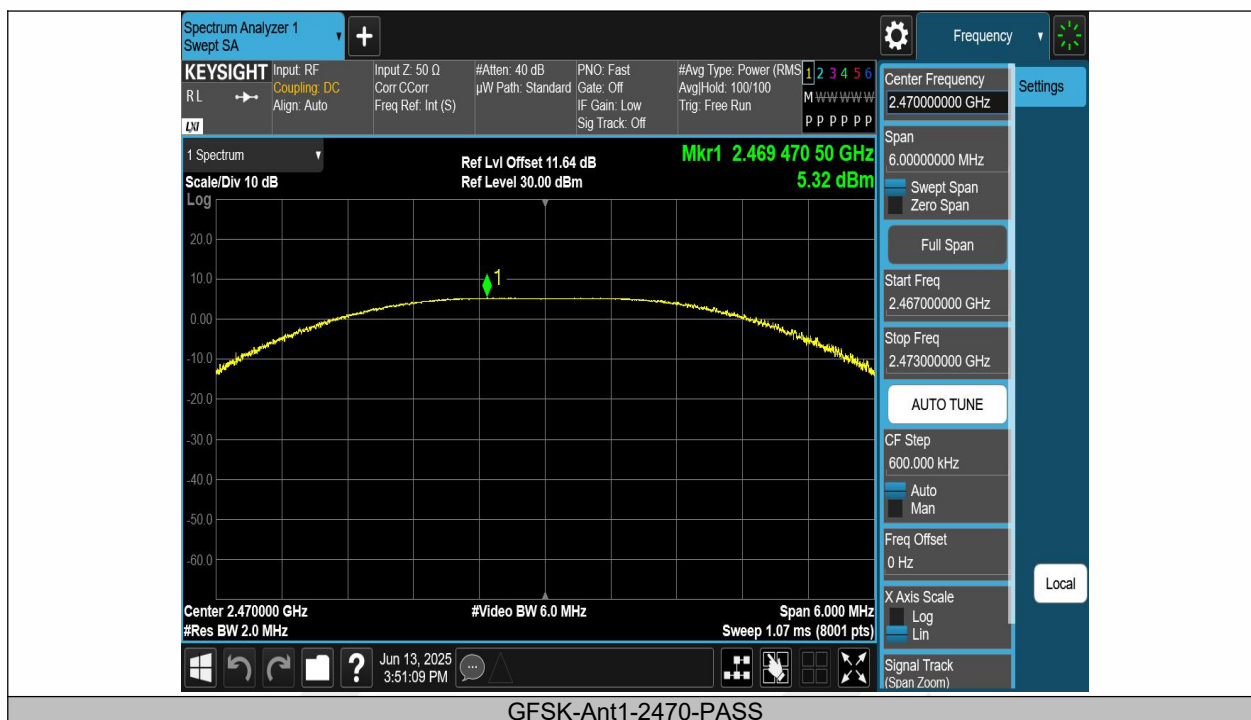 Spectrum Analyzer 1
Swept SA
+
Frequency
KEYSIGHT
RL
LXI
Input: RF
Coupling: DC
Align: Auto
Input Z: 50 Ω
Corr CCorr
Freq Ref: Int (S)
#Atten: 40 dB
µW Path: Standard
PNO: Fast
Gate: Off
IF Gain: Low
Sig Track: Off
#Avg Type: Power (RMS
Avg|Hold: 100/100
Trig: Free Run
1 2 3 4 5 6
M W W W W W
P P P P P P
1 Spectrum
Scale/Div 10 dB
Log
Ref Lvl Offset 11.64 dB
Ref Level 30.00 dBm
Mkr1 2.469 470 50 GHz
5.32 dBm
20.0
10.0
0.00
-10.0
-20.0
-30.0
-40.0
-50.0
-60.0
1
Center 2.470000 GHz
#Res BW 2.0 MHz
#Video BW 6.0 MHz
Span 6.000 MHz
Sweep 1.07 ms (8001 pts)
?
Jun 13, 2025
3:51:09 PM
Center Frequency
2.470000000 GHz
Settings
Span
6.00000000 MHz
Swept Span
Zero Span
Full Span
Start Freq
2.467000000 GHz
Stop Freq
2.473000000 GHz
AUTO TUNE
CF Step
600.000 kHz
Auto
Man
Freq Offset
0 Hz
X Axis Scale
Log
Lin
Local
Signal Track
(Span Zoom)
GFSK-Ant1-2470-PASS